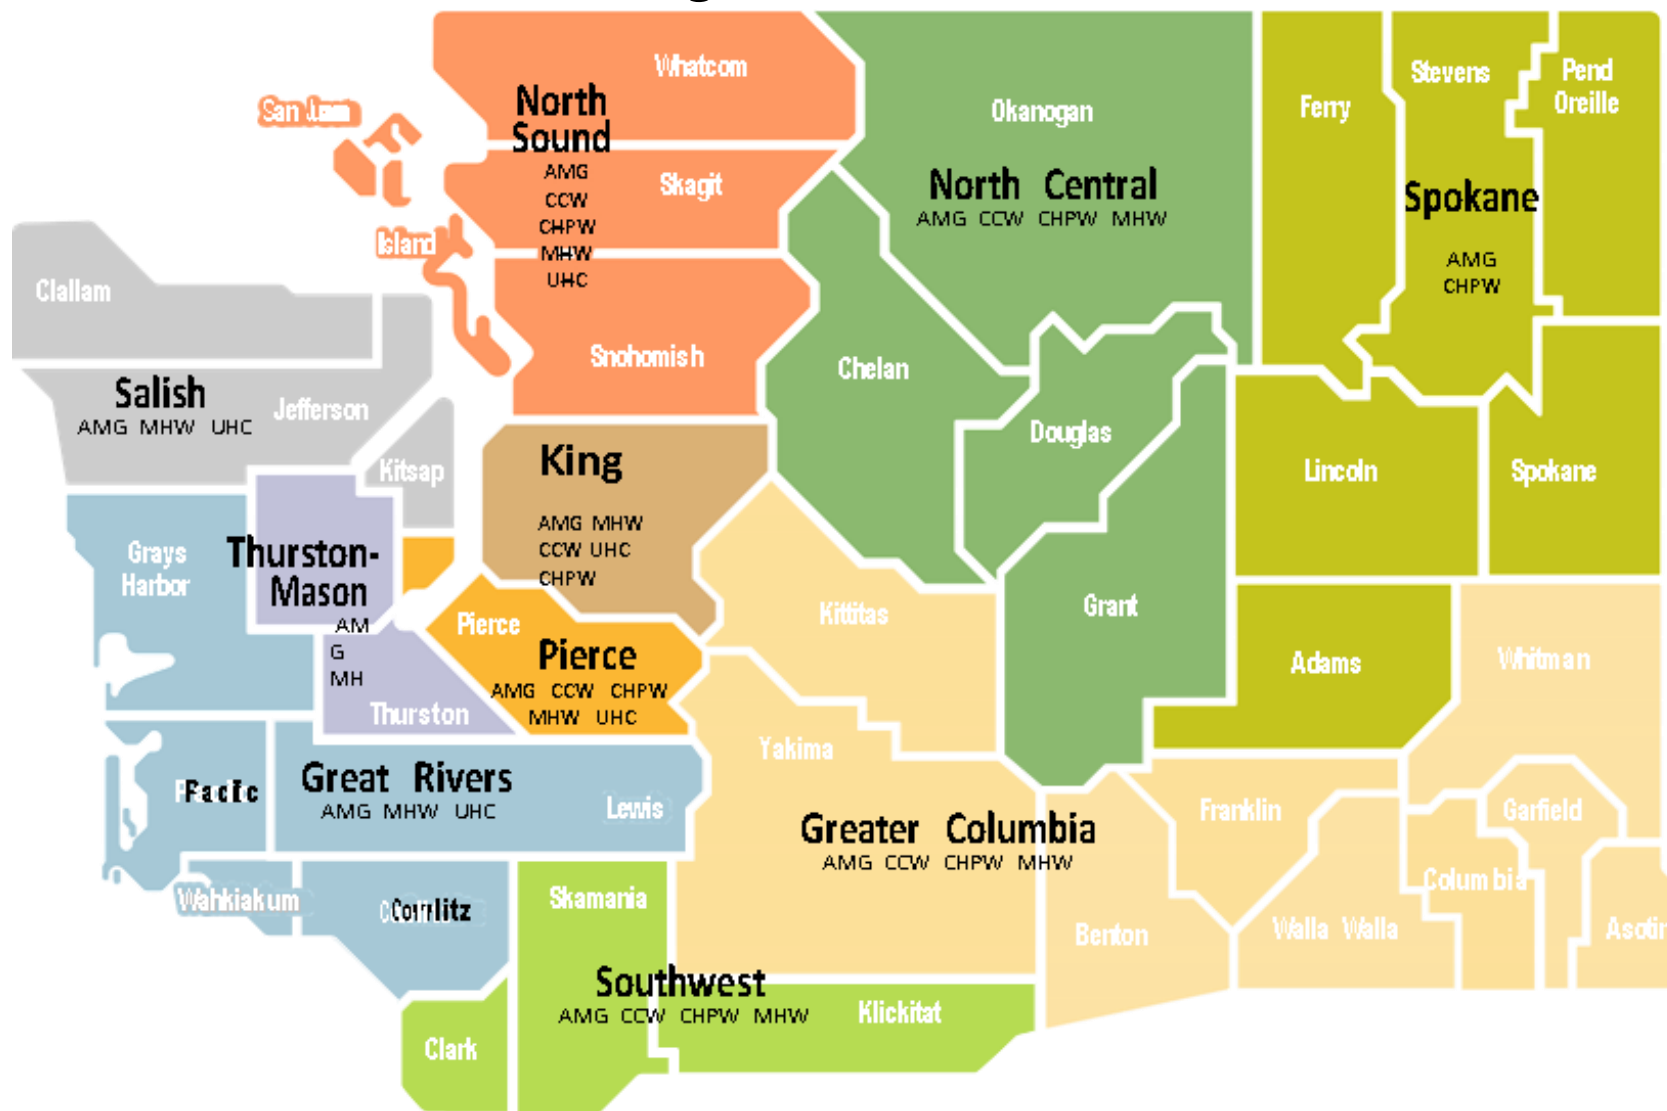 Whatcom
San Juan
North
Sound
AMG
CCW
CHPW
MHW
UHC
Skagit
Island
Snohomish
Okanogan
North Central
AMG CCW CHPW MHW
Chelan
Douglas
Grant
Ferry
Stevens
Pend
Oreille
Spokane
AMG
CHPW
Lincoln
Spokane
Adams
Clallam
Salish
AMG MHW UHC
Jefferson
Kitsap
King
AMG MHW
CCW UHC
CHPW
Grays
Harbor
Thurston-
Mason
AM
G
MH
Thurston
Pierce
Pierce
AMG CCW CHPW
MHW UHC
Kittitas
Yakima
Whitman
Pacific
Great Rivers
AMG MHW UHC
Lewis
Greater Columbia
AMG CCW CHPW MHW
Franklin
Garfield
Columbia
Wahkiakum
Cowlitz
Skamania
Benton
Walla Walla
Asotin
Southwest
AMG CCW CHPW MHW
Klickitat
Clark